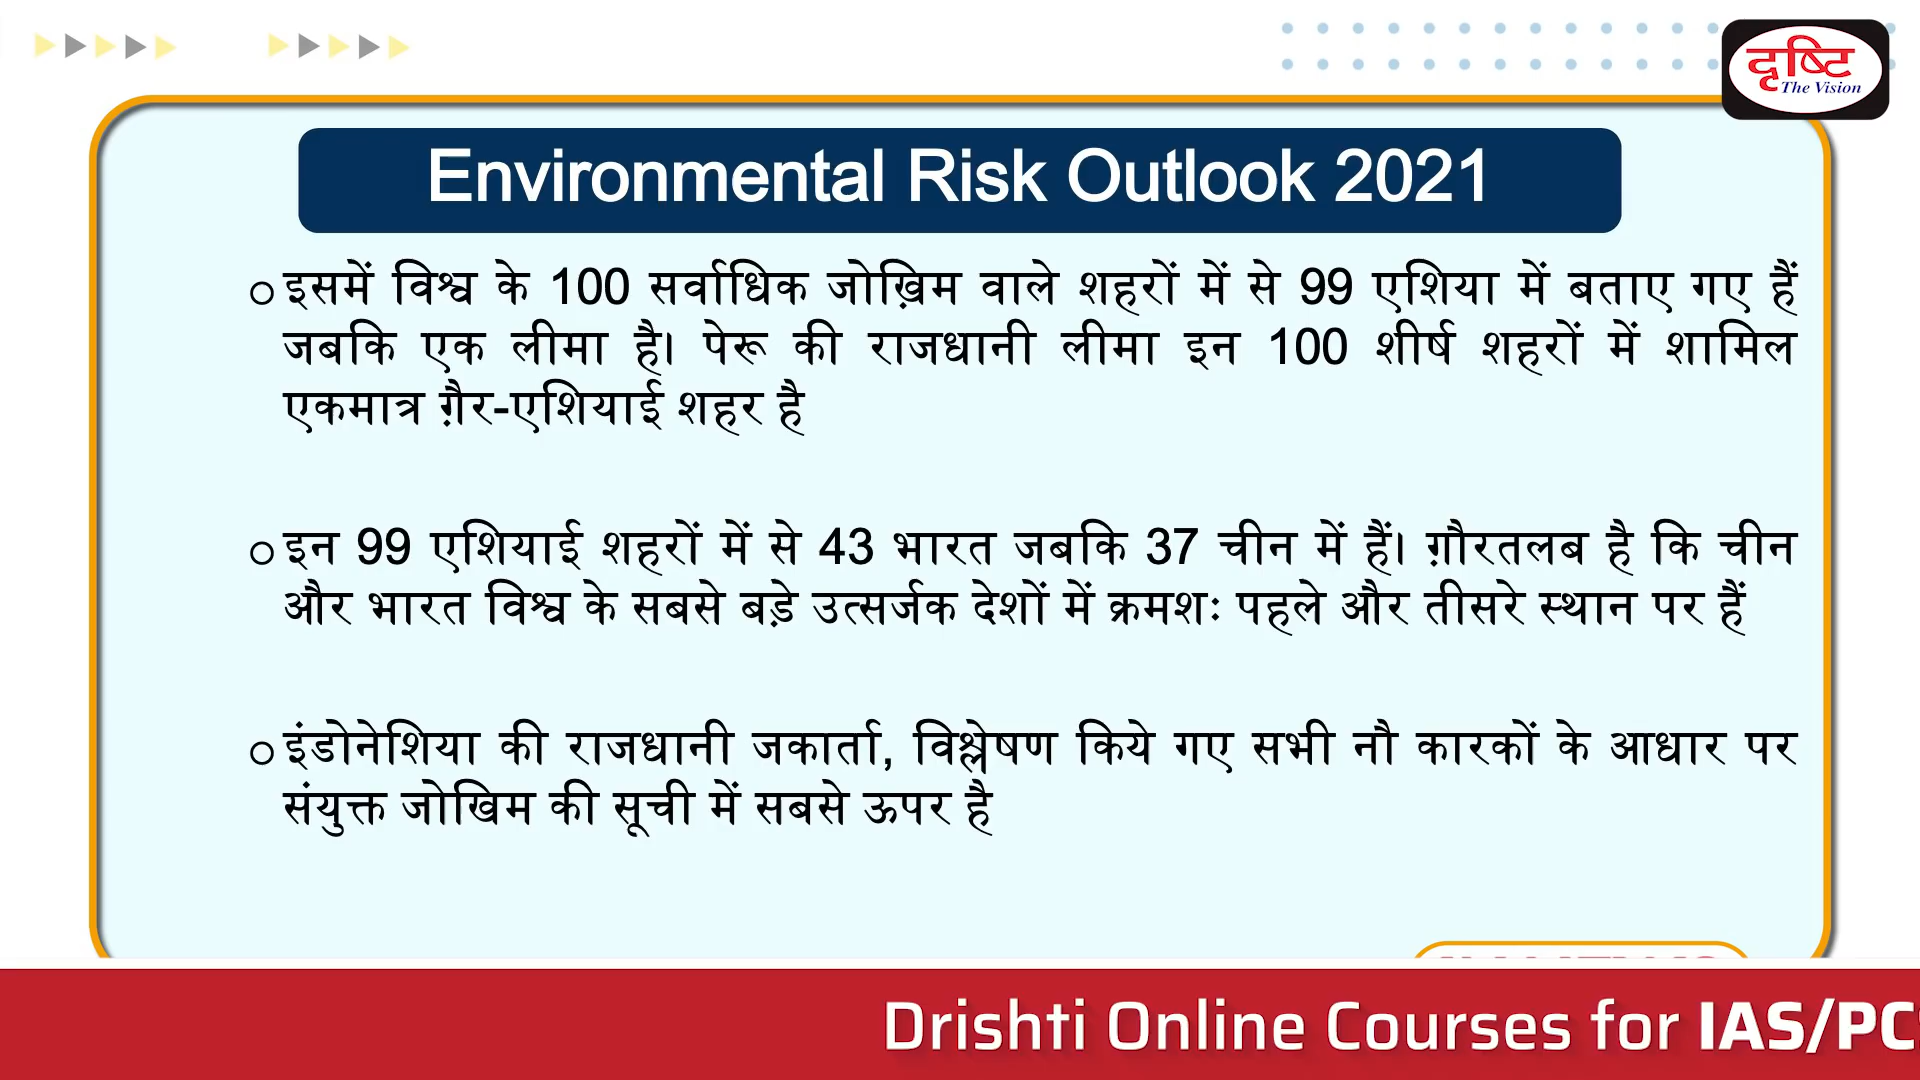 दृष्टि
The Vision
Environmental Risk Outlook 2021
इसमें विश्व के 100 सर्वाधिक जोख़िम वाले शहरों में से 99 एशिया में बताए गए हैं
जबकि एक लीमा है। पेरू की राजधानी लीमा इन 100 शीर्ष शहरों में शामिल
एकमात्र ग़ैर-एशियाई शहर है
इन 99 एशियाई शहरों में से 43 भारत जबकि 37 चीन में हैं। ग़ौरतलब है कि चीन
और भारत विश्व के सबसे बड़े उत्सर्जक देशों में क्रमशः पहले और तीसरे स्थान पर हैं
इंडोनेशिया की राजधानी जकार्ता, विश्लेषण किये गए सभी नौ कारकों के आधार पर
संयुक्त जोखिम की सूची में सबसे ऊपर है
Drishti Online Courses for IAS/PC